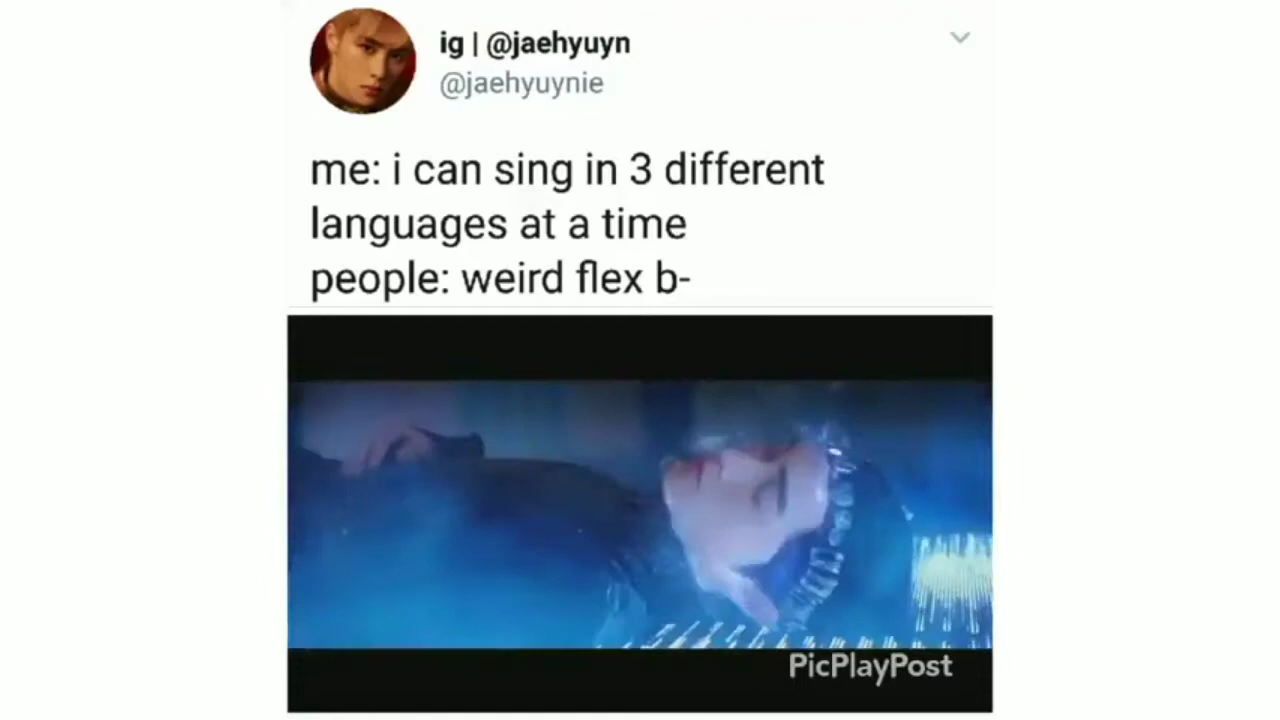 ig | @jaehyuyn
@jaehyuynie
me: i can sing in 3 different
languages at a time
people: weird flex b-
PicPlayPost